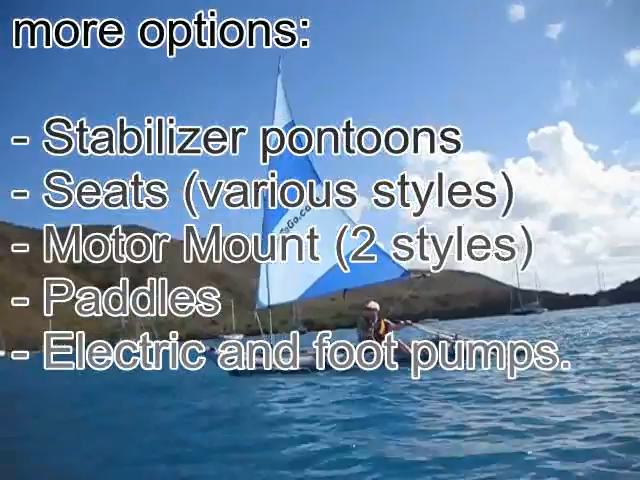 more options:
- Stabilizer pontoons
- Seats (various styles)
- Motor Mount (2 styles)
- Paddles
- Electric and foot pumps.